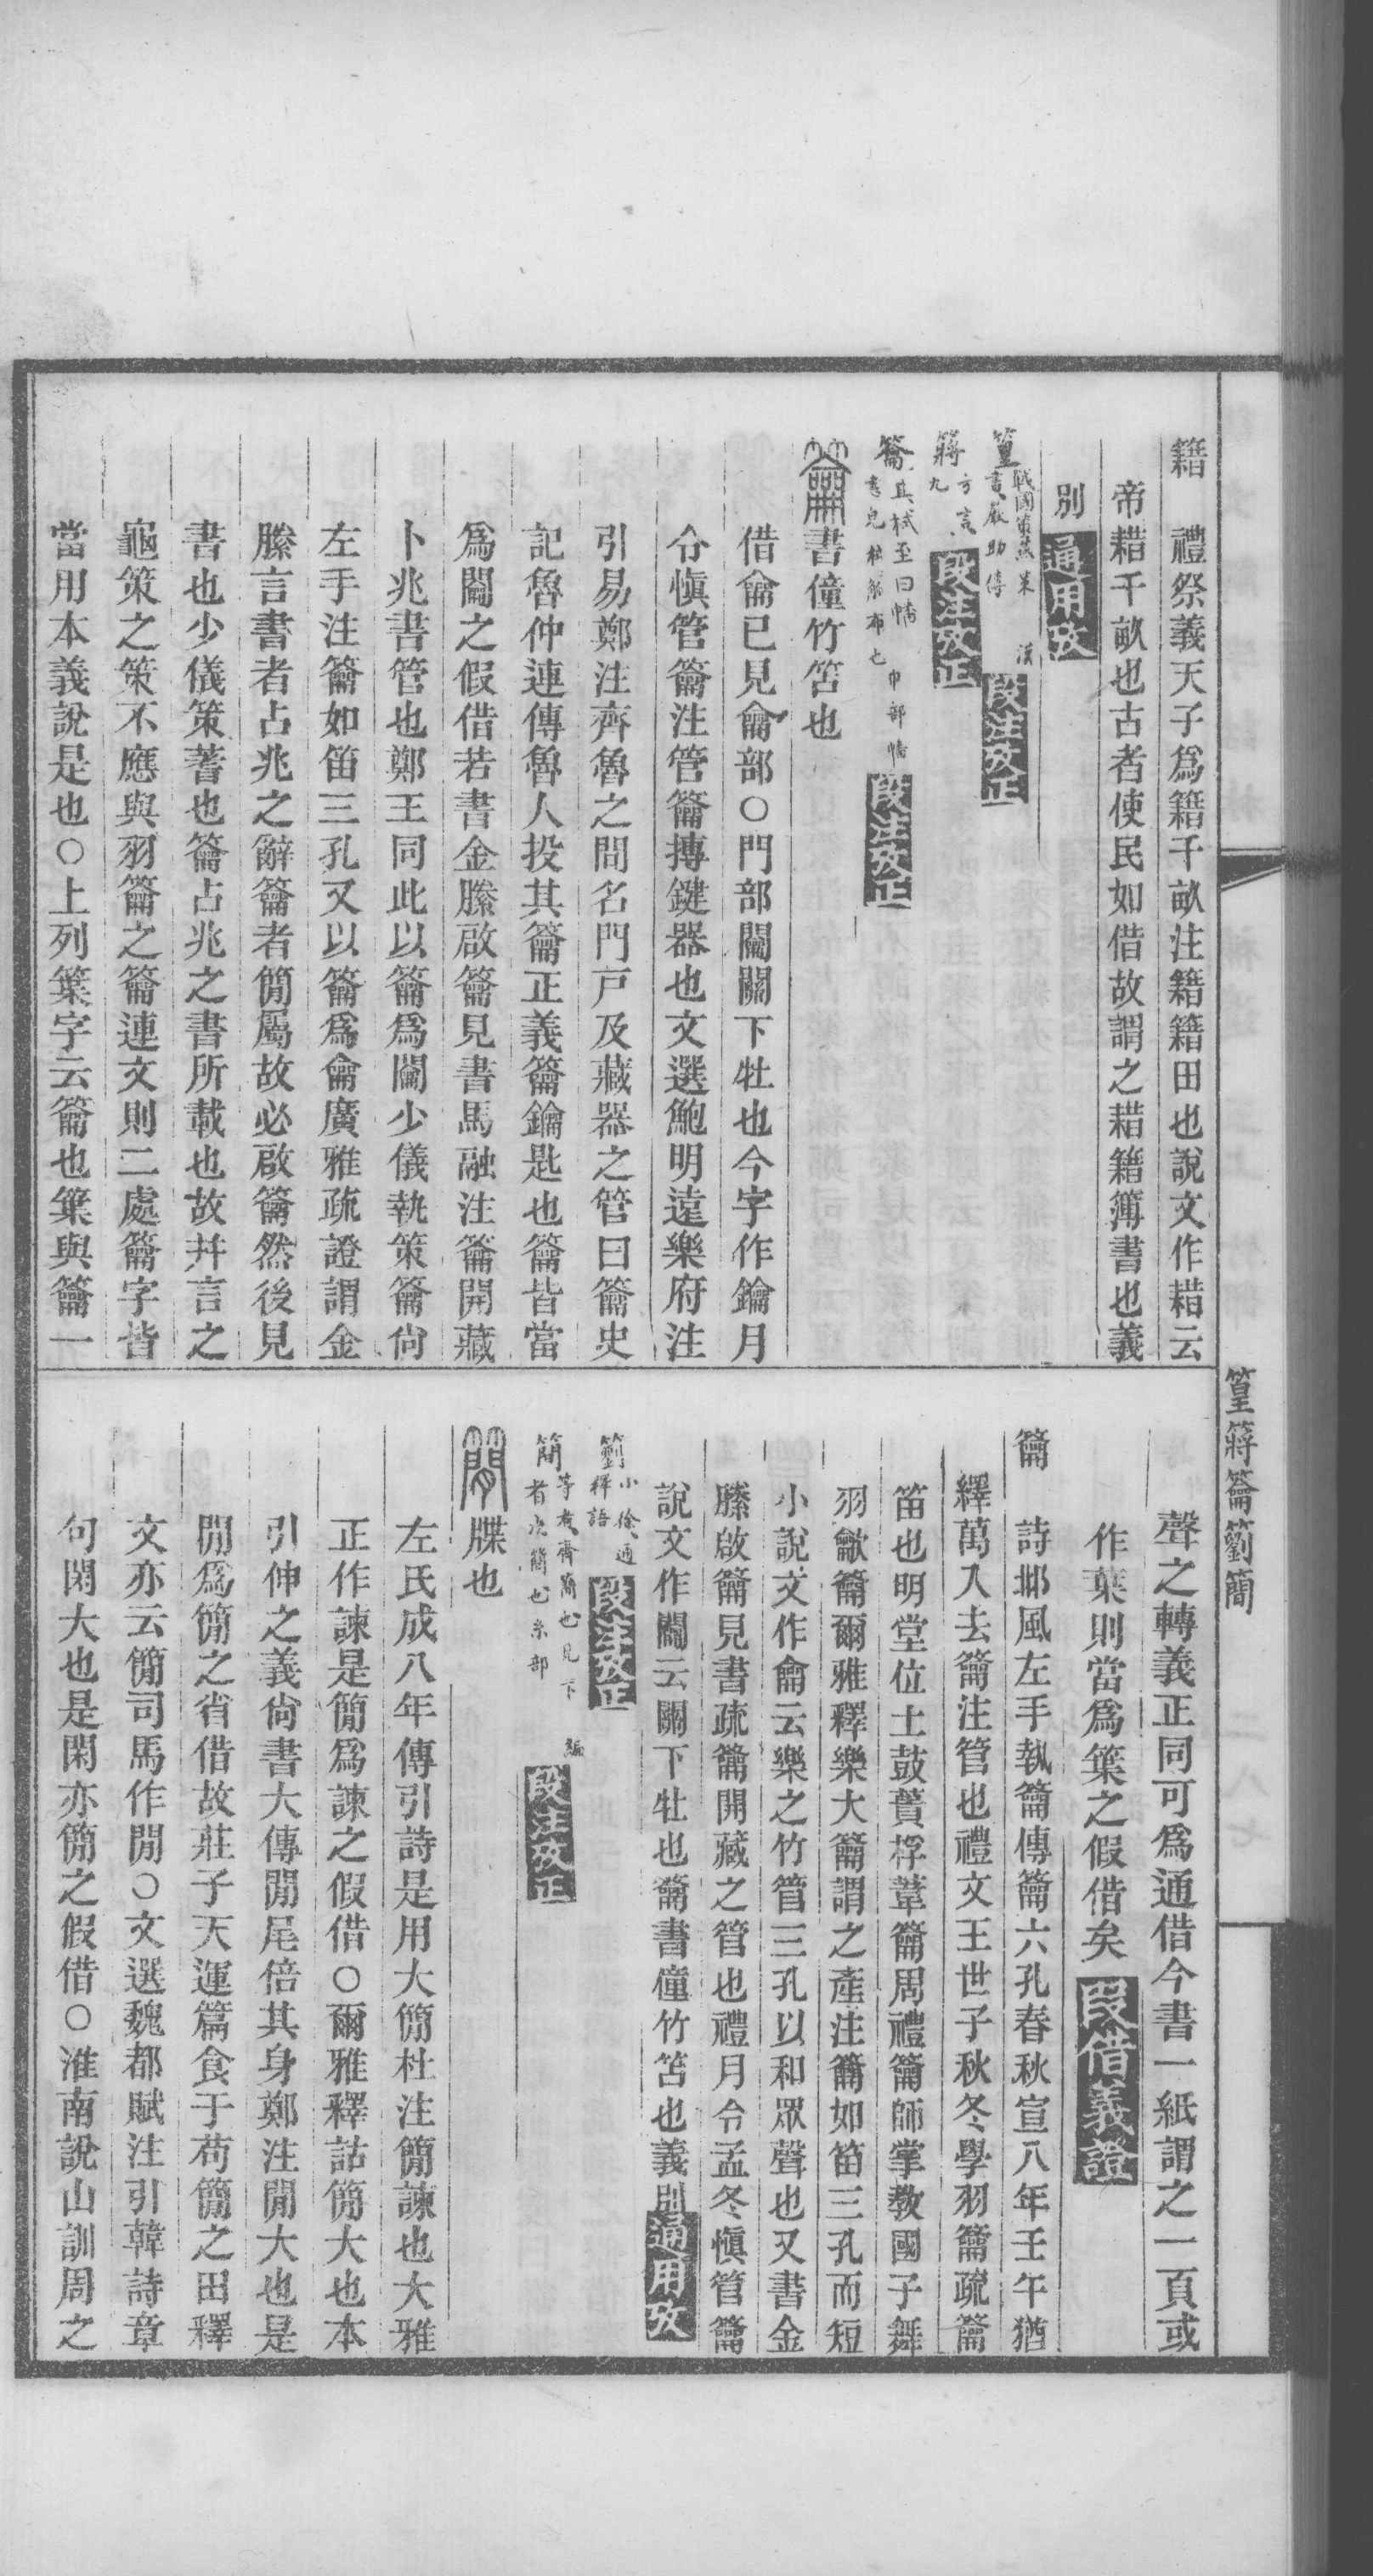 籍　禮祭義天子爲籍千畝注籍籍田也說文作耤云
帝耤千畝也古者使民如借故謂之耤籍簿書也義
別　通用攷
篁　戰國策燕策　漢書嚴助傳　段注攷正
蔣　方言九　段注攷正
籥　段注攷正
籥　書僮竹笘也
借龠已見龠部○門部闟關下牡也今字作鑰月
令愼管籥注管籥搏鍵器也文選鮑明遠樂府注
引易鄭注齊魯之間名門戸及藏器之管曰籥史
記魯仲連傳魯人投其籥正義籥鑰匙也籥皆當
爲闟之假借若書金縢啟籥見書馬融注籥開藏
卜兆書管也鄭王同此以籥爲闟少儀執策籥尙
左手注籥如笛三孔又以籥爲龠廣雅疏證謂金
縢言書者占兆之辭籥者簡屬故必啟籥然後見
書也少儀策蓍也籥占兆之書所載也故幷言之
龜策之策不應與羽籥之籥連文則二處籥字皆
當用本義說是也○上列葉字云籥也葉與籥一
篁蔣籥籀簡
聲之轉義正同可爲通借今書一紙謂之一頁或
作葉則當爲葉之假借矣　叚借義證
籥　詩邶風左手執籥傳籥六孔春秋宣八年壬午猶
繹萬入去籥注管也禮文王世子秋冬學羽籥疏籥
笛也明堂位土鼓蕢桴葦籥周禮籥師掌教國子舞
羽龡籥爾雅釋樂大籥謂之產注籥如笛三孔而短
小說文作龠云樂之竹管三孔以和眾聲也又書金
縢啟籥見書疏籥開藏之管也禮月令孟冬愼管籥
說文作闟云關下牡也籥書僮竹笘也義別　通用攷
籀　小徐通釋語　段注攷正
簡　等者齊簡也見下　編者次簡也糸部　段注攷正
簡　牒也
左氏成八年傳引詩是用大簡杜注簡諫也大雅
正作諫是簡爲諫之假借○爾雅釋詁簡大也本
引伸之義尙書大傳閒尾倍其身鄭注閒大也是
閒爲簡之省借故莊子天運篇食于苟簡之田釋
文亦云簡司馬作閒○文選魏都賦注引韓詩章
句閑大也是閑亦簡之假借○淮南說山訓周之